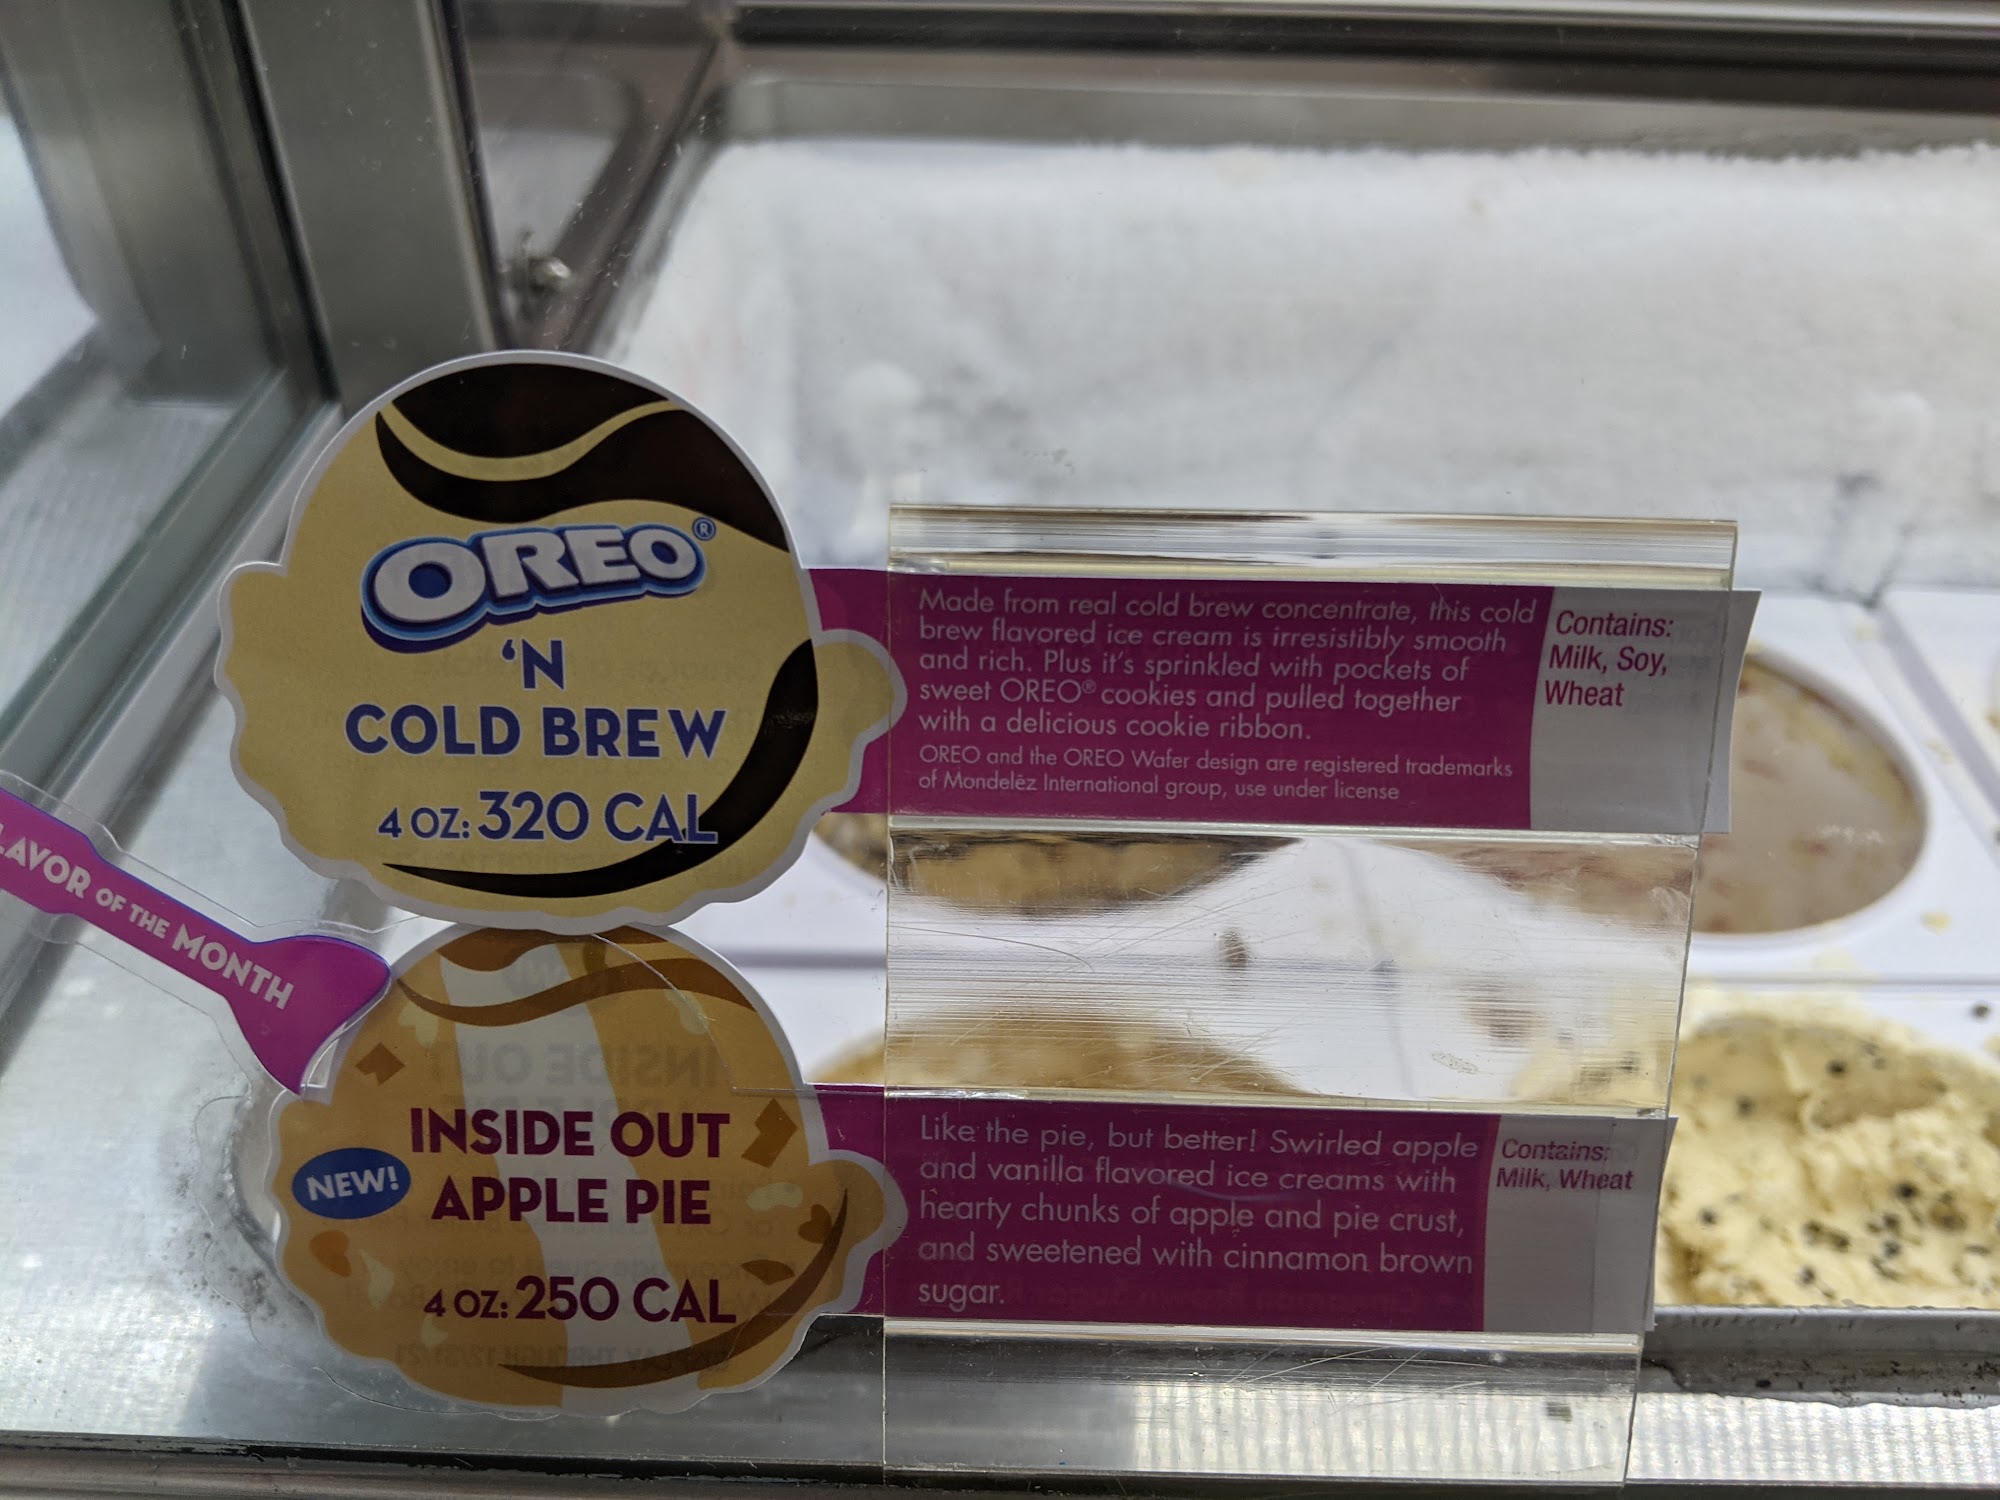 OREO®
'N
COLD BREW
4 OZ: 320 CAL
Made from real cold brew concentrate, this cold
brew flavored ice cream is irresistibly smooth
and rich. Plus it's sprinkled with pockets of
sweet OREO® cookies and pulled together
with a delicious cookie ribbon.
OREO and the OREO Wafer design are registered trademarks
of Mondelēz International group, use under license
Contains:
Milk, Soy,
Wheat
LAVOR OF THE MONTH
NEW!
INSIDE OUT
APPLE PIE
4 OZ: 250 CAL
Like the pie, but better! Swirled apple
and vanilla flavored ice creams with
hearty chunks of apple and pie crust,
and sweetened with cinnamon brown
sugar.
Contains:
Milk, Wheat